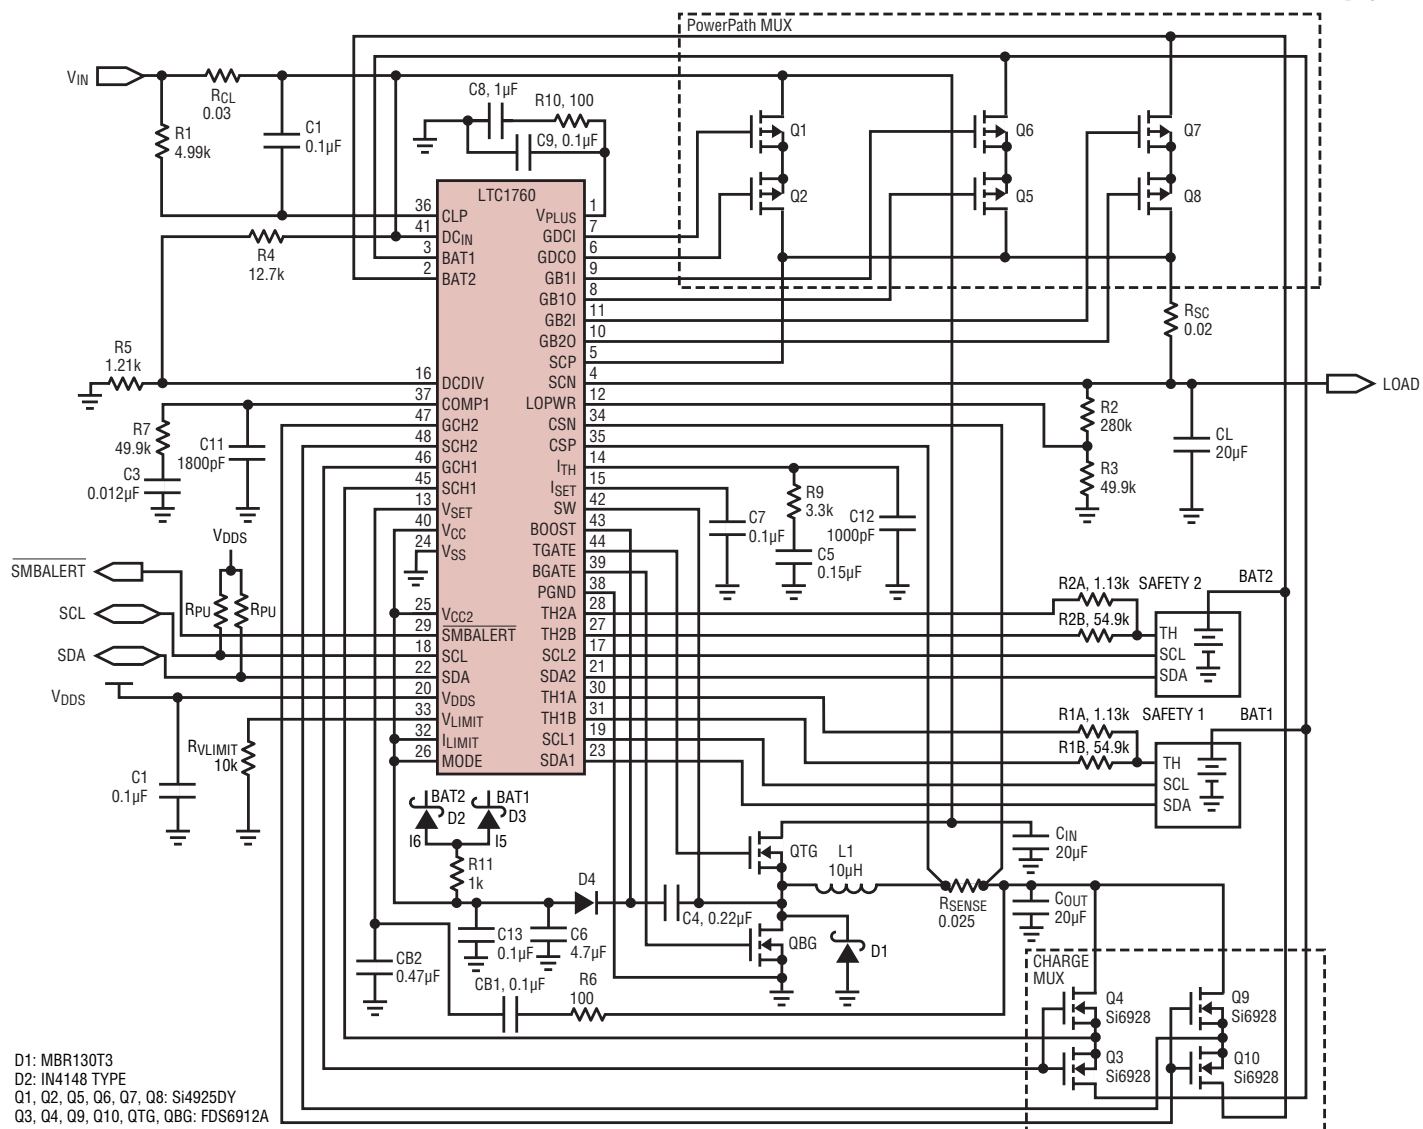 PowerPath MUX
VIN
RCL
0.03
R1
4.99k
C1
0.1µF
C8, 1µF
R10, 100
C9, 0.1µF
Q1
Q2
Q6
Q5
Q7
Q8
LTC1760
36 CLP
41 DCIN
3 BAT1
2 BAT2
16 DCDIV
37 COMP1
47 GCH2
48 SCH2
46 GCH1
45 SCH1
13 VSET
40 VCC
24 VSS
25 VCC2
29 SMBALERT
18 SCL
22 SDA
20 VDDS
33 VLIMIT
32 ILIMIT
26 MODE
VPLUS 1
GDCI 7
GDCO 6
GB1I 9
GB1O 8
GB2I 11
GB2O 10
SCP 5
SCN 4
LOPWR 12
CSN 34
CSP 35
ITH 14
ISET 15
SW 42
BOOST 43
TGATE 44
BGATE 39
PGND 38
TH2A 28
TH2B 27
SCL2 17
SDA2 21
TH1A 30
TH1B 31
SCL1 19
SDA1 23
R4
12.7k
R5
1.21k
R7
49.9k
C3
0.012µF
C11
1800pF
VDDS
SMBALERT
SCL
SDA
RPU
RPU
VDDS
RVLIMIT
10k
C1
0.1µF
RSC
0.02
LOAD
R2
280k
R3
49.9k
CL
20µF
C7
0.1µF
R9
3.3k
C5
0.15µF
C12
1000pF
R2A, 1.13k
SAFETY 2
BAT2
R2B, 54.9k
TH
SCL
SDA
R1A, 1.13k
SAFETY 1
BAT1
R1B, 54.9k
TH
SCL
SDA
BAT2
D2
I6
BAT1
D3
I5
R11
1k
D4
C13
0.1µF
C6
4.7µF
C4, 0.22µF
CB2
0.47µF
CB1, 0.1µF
R6
100
QTG
QBG
L1
10µH
D1
RSENSE
0.025
CIN
20µF
COUT
20µF
CHARGE
MUX
Q4
Si6928
Q3
Si6928
Q9
Si6928
Q10
Si6928
D1: MBR130T3
D2: IN4148 TYPE
Q1, Q2, Q5, Q6, Q7, Q8: Si4925DY
Q3, Q4, Q9, Q10, QTG, QBG: FDS6912A